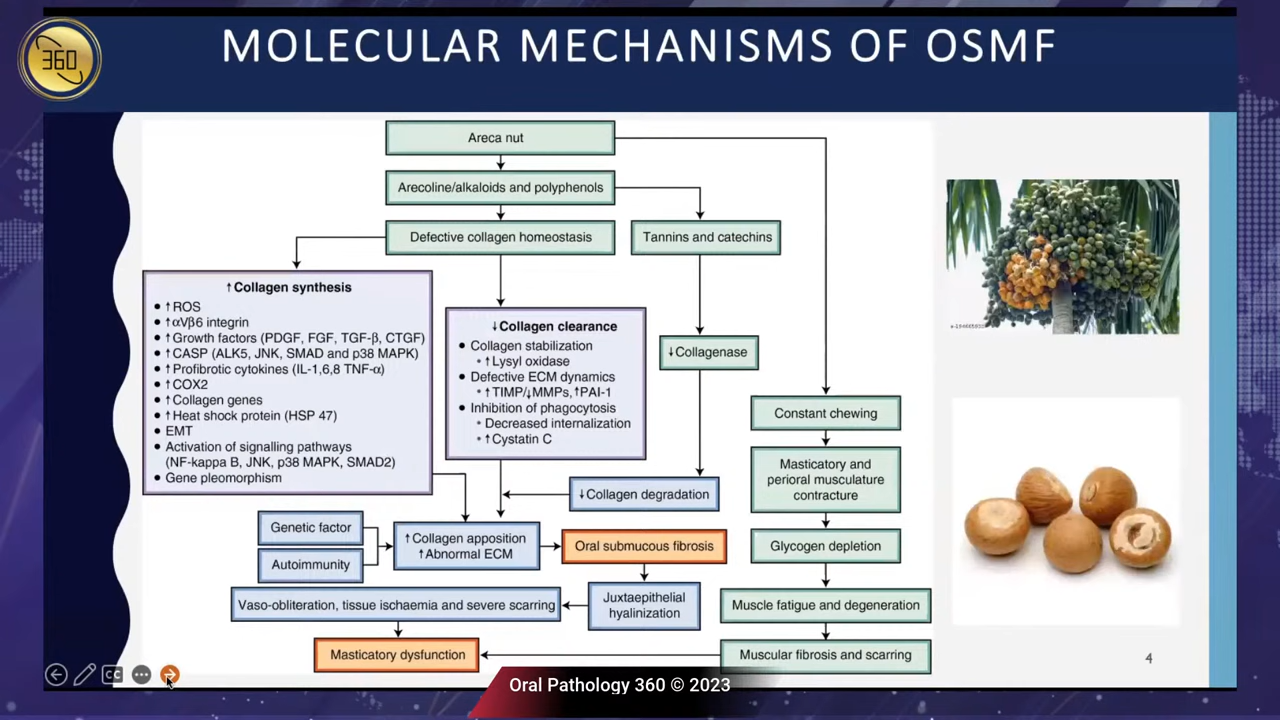 360
MOLECULAR MECHANISMS OF OSMF
Areca nut
Arecoline/alkaloids and polyphenols
Defective collagen homeostasis
Tannins and catechins
↑Collagen synthesis
• ↑ROS
• ↑αVβ6 integrin
• ↑Growth factors (PDGF, FGF, TGF-β, CTGF)
• ↑CASP (ALK5, JNK, SMAD and p38 MAPK)
• ↑Profibrotic cytokines (IL-1,6,8 TNF-α)
• ↑COX2
• ↑Collagen genes
• ↑Heat shock protein (HSP 47)
• EMT
• Activation of signalling pathways
(NF-kappa B, JNK, p38 MAPK, SMAD2)
• Gene pleomorphism
↓Collagen clearance
• Collagen stabilization
• ↑Lysyl oxidase
• Defective ECM dynamics
• ↑TIMP/↓MMPs,↑PAI-1
• Inhibition of phagocytosis
• Decreased internalization
• ↑Cystatin C
↓Collagenase
Constant chewing
Masticatory and
perioral musculature
contracture
↓Collagen degradation
Genetic factor
Autoimmunity
↑Collagen apposition
↑Abnormal ECM
Oral submucous fibrosis
Glycogen depletion
Vaso-obliteration, tissue ischaemia and severe scarring
Juxtaepithelial
hyalinization
Muscle fatigue and degeneration
Masticatory dysfunction
Muscular fibrosis and scarring
4
CC
Oral Pathology 360 © 2023